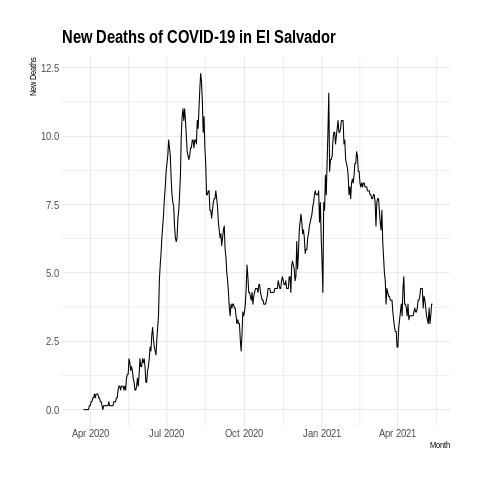 New Deaths of COVID-19 in El Salvador
New Deaths
12.5
10.0
7.5
5.0
2.5
0.0
Apr 2020 Jul 2020 Oct 2020 Jan 2021 Apr 2021
Month